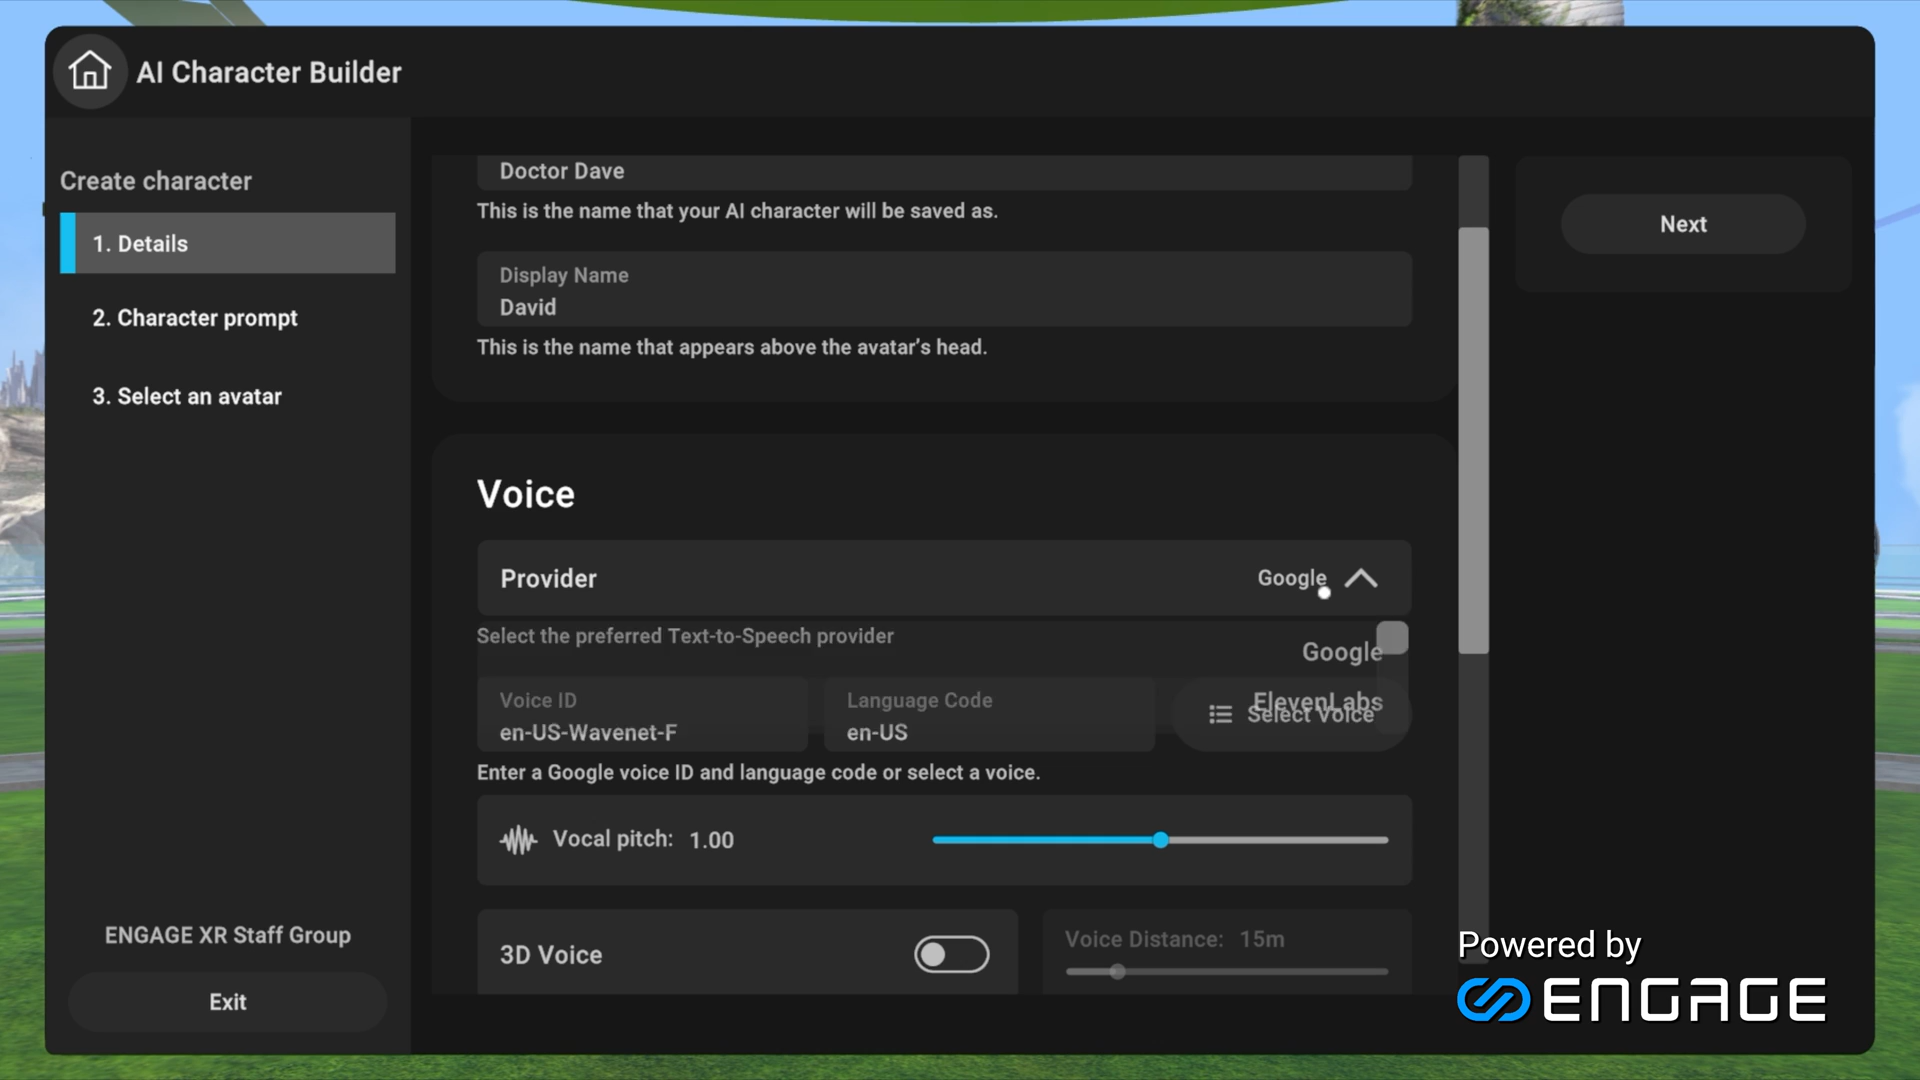 AI Character Builder
Create character
1. Details
2. Character prompt
3. Select an avatar
ENGAGE XR Staff Group
Exit
Doctor Dave
This is the name that your AI character will be saved as.
Display Name
David
This is the name that appears above the avatar’s head.
Voice
Provider
Google
Select the preferred Text-to-Speech provider
Google
ElevenLabs
Voice ID
en-US-Wavenet-F
Language Code
en-US
Select Voice
Enter a Google voice ID and language code or select a voice.
Vocal pitch: 1.00
3D Voice
Voice Distance: 15m
Next
Powered by
ENGAGE